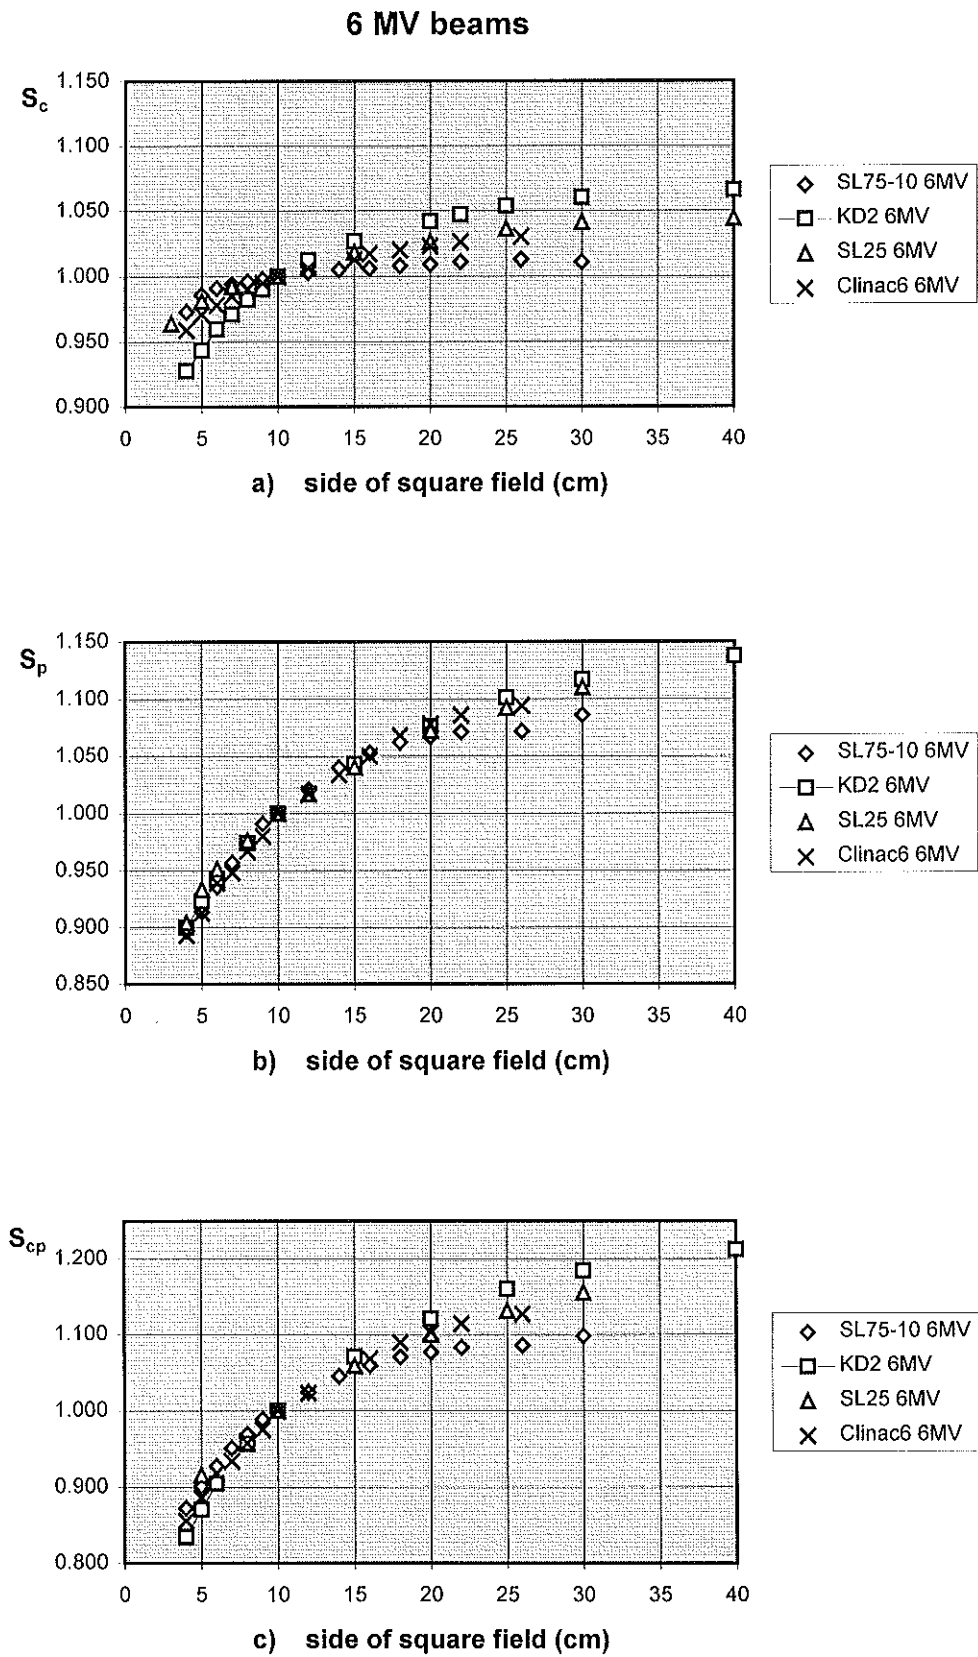 6 MV beams
Sc
1.150
1.100
1.050
1.000
0.950
0.900
0 5 10 15 20 25 30 35 40
a) side of square field (cm)
SL75-10 6MV
KD2 6MV
SL25 6MV
Clinac6 6MV
Sp
1.150
1.100
1.050
1.000
0.950
0.900
0.850
0 5 10 15 20 25 30 35 40
b) side of square field (cm)
SL75-10 6MV
KD2 6MV
SL25 6MV
Clinac6 6MV
Scp
1.200
1.100
1.000
0.900
0.800
0 5 10 15 20 25 30 35 40
c) side of square field (cm)
SL75-10 6MV
KD2 6MV
SL25 6MV
Clinac6 6MV